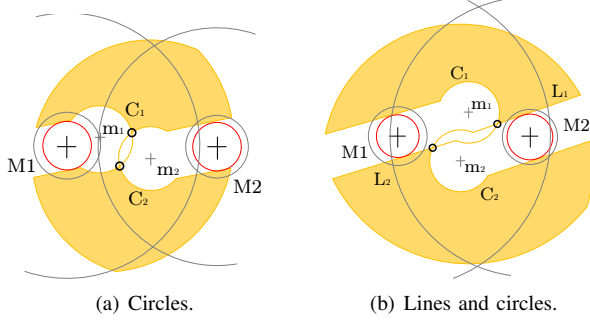 C₁
m₁
M1
m₂
M2
C₂
(a) Circles.
C₁
L₁
m₁
M1
M2
m₂
L₂
C₂
(b) Lines and circles.